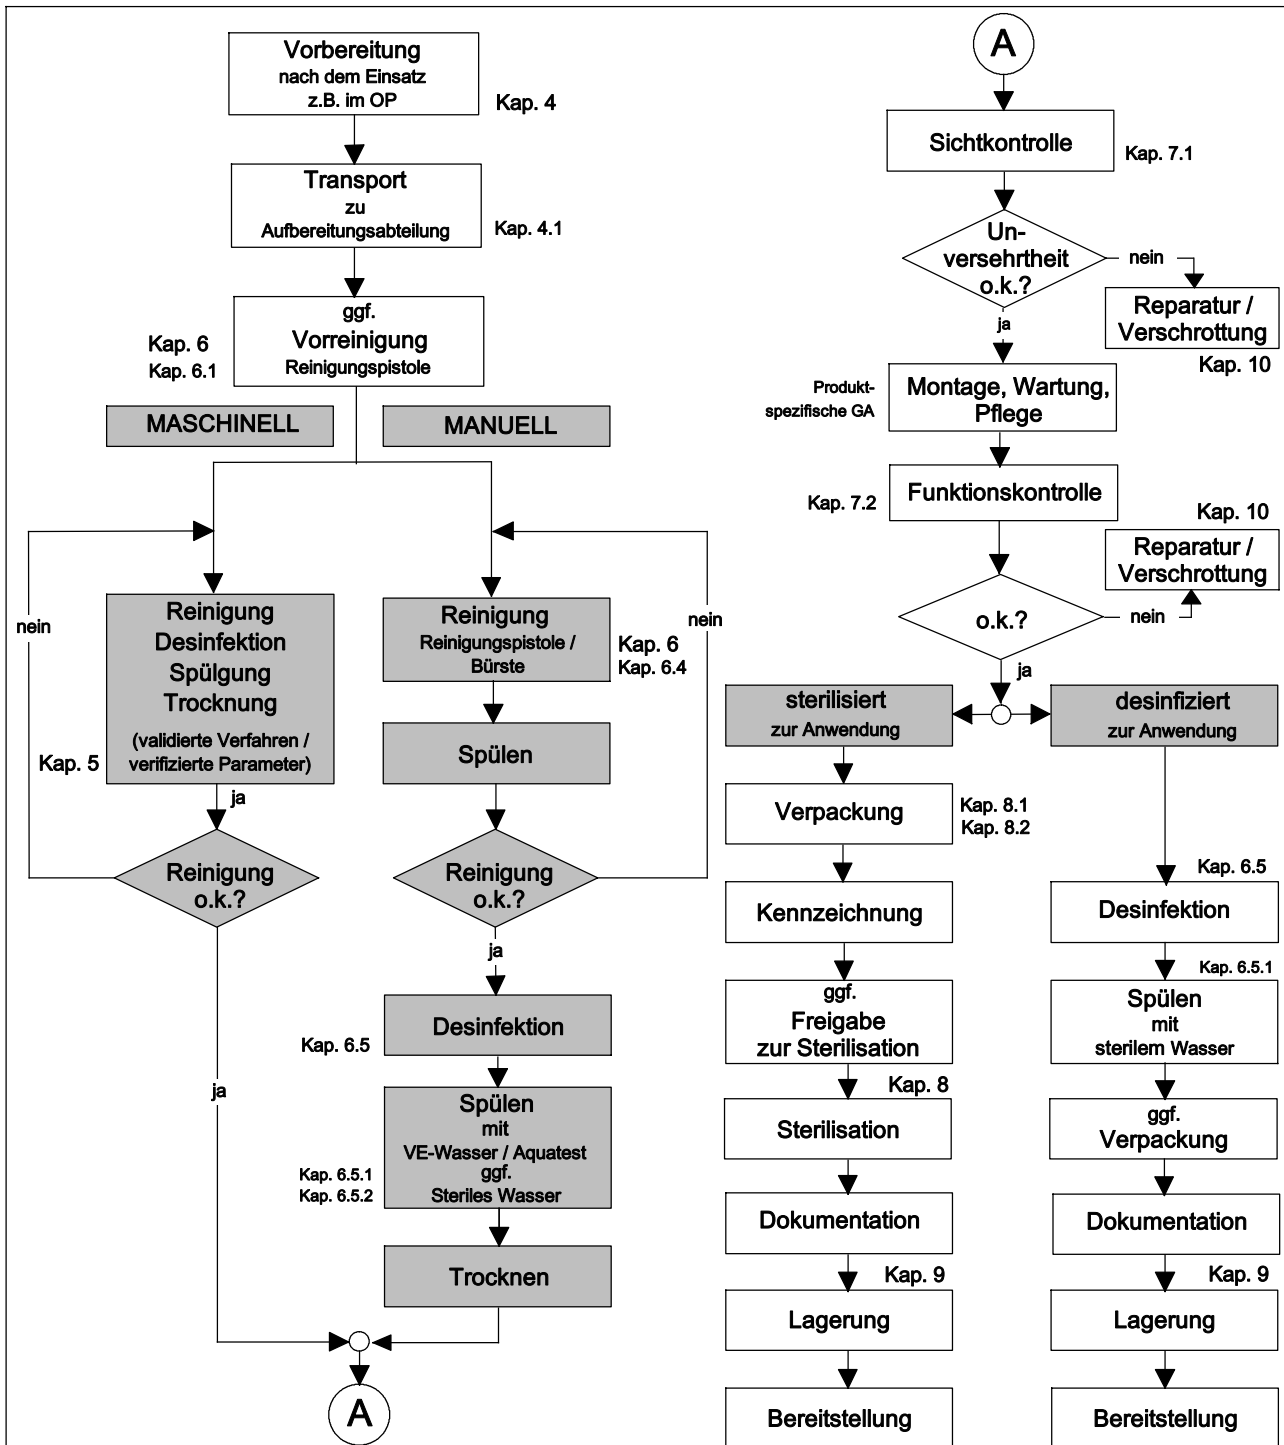 Vorbereitung
nach dem Einsatz
z.B. im OP
Kap. 4
Transport
zu
Aufbereitungsabteilung
Kap. 4.1
ggf.
Vorreinigung
Reinigungspistole
Kap. 6
Kap. 6.1
MASCHINELL
MANUELL
nein
Reinigung
Desinfektion
Spülgung
Trocknung
(validierte Verfahren /
verifizierte Parameter)
Kap. 5
ja
Reinigung
o.k.?
ja
Reinigung
Reinigungspistole /
Bürste
Kap. 6
Kap. 6.4
nein
Spülen
Reinigung
o.k.?
ja
Desinfektion
Kap. 6.5
Spülen
mit
VE-Wasser / Aquatest
ggf.
Steriles Wasser
Kap. 6.5.1
Kap. 6.5.2
Trocknen
A
A
Sichtkontrolle
Kap. 7.1
Un-
versehrtheit
o.k.?
nein
Reparatur /
Verschrottung
Kap. 10
ja
Produkt-
spezifische GA
Montage, Wartung,
Pflege
Kap. 7.2
Funktionskontrolle
Kap. 10
Reparatur /
Verschrottung
o.k.?
nein
ja
sterilisiert
zur Anwendung
desinfiziert
zur Anwendung
Verpackung
Kap. 8.1
Kap. 8.2
Kennzeichnung
ggf.
Freigabe
zur Sterilisation
Kap. 8
Sterilisation
Dokumentation
Kap. 9
Lagerung
Bereitstellung
Kap. 6.5
Desinfektion
Kap. 6.5.1
Spülen
mit
sterilem Wasser
ggf.
Verpackung
Dokumentation
Kap. 9
Lagerung
Bereitstellung